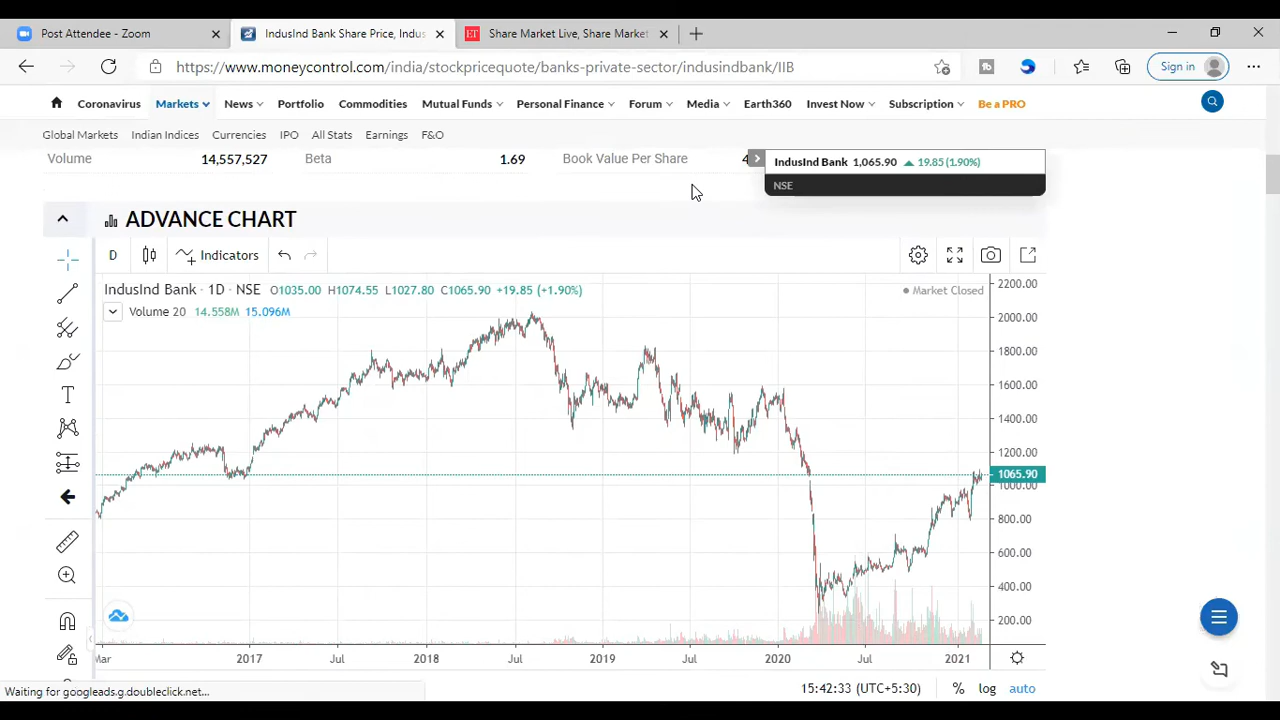 Post Attendee - Zoom
IndusInd Bank Share Price, Indus
Share Market Live, Share Market
https://www.moneycontrol.com/india/stockpricequote/banks-private-sector/indusindbank/IIB
Sign in
Coronavirus Markets News Portfolio Commodities Mutual Funds Personal Finance Forum Media Earth360 Invest Now Subscription Be a PRO
Global Markets Indian Indices Currencies IPO All Stats Earnings F&O
Volume 14,557,527 Beta 1.69 Book Value Per Share 4
IndusInd Bank 1,065.90 19.85 (1.90%)
NSE
ADVANCE CHART
D Indicators
IndusInd Bank · 1D · NSE O1035.00 H1074.55 L1027.80 C1065.90 +19.85 (+1.90%)
Market Closed
Volume 20 14.558M 15.096M
2200.00
2000.00
1800.00
1600.00
1400.00
1200.00
1065.90
1000.00
800.00
600.00
400.00
200.00
Mar 2017 Jul 2018 Jul 2019 Jul 2020 Jul 2021
15:42:33 (UTC+5:30) % log auto
Waiting for googleads.g.doubleclick.net...